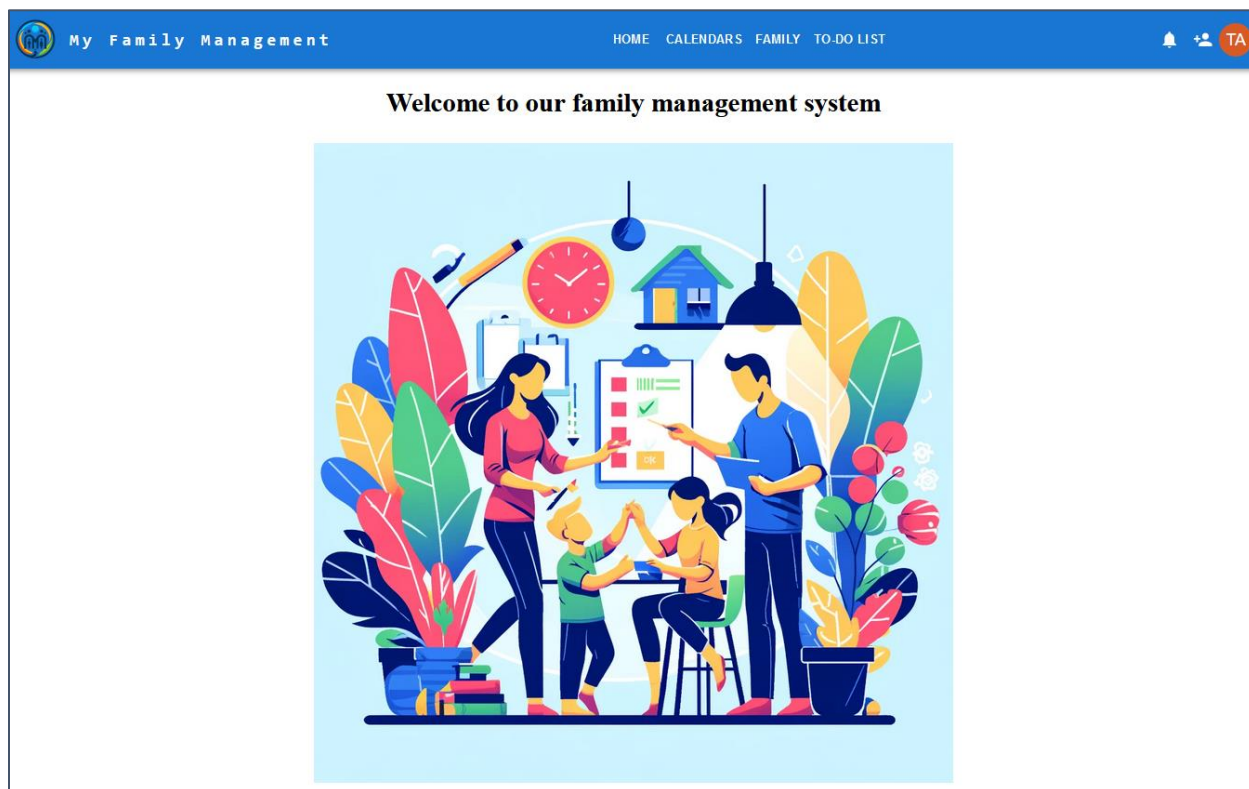 My Family Management
HOME CALENDARS FAMILY TO-DO LIST
TA
Welcome to our family management system
OK